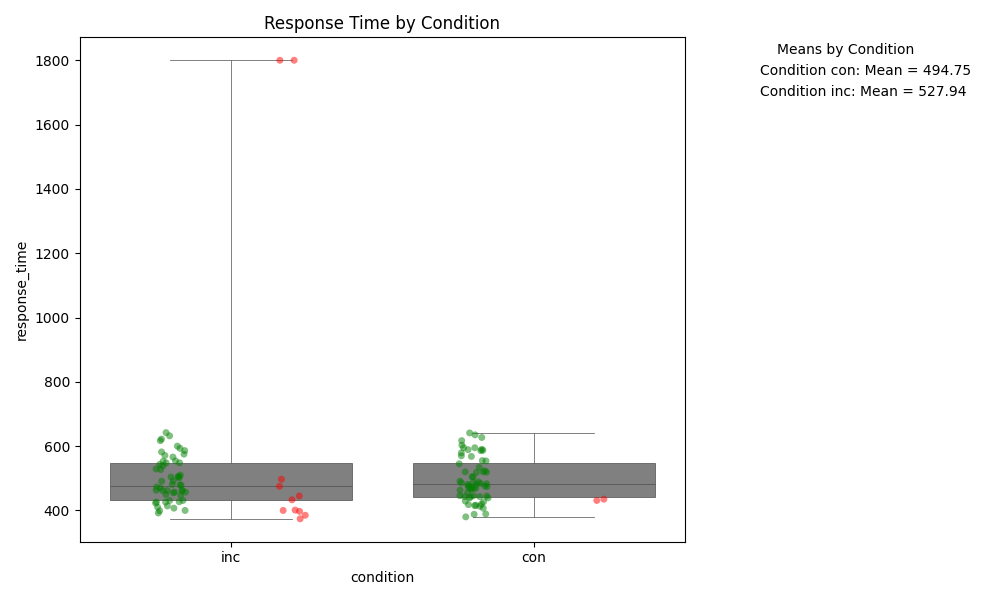 Response Time by Condition
Means by Condition
Condition con: Mean = 494.75
Condition inc: Mean = 527.94
1800
1600
1400
1200
1000
800
600
400
response_time
inc
con
condition